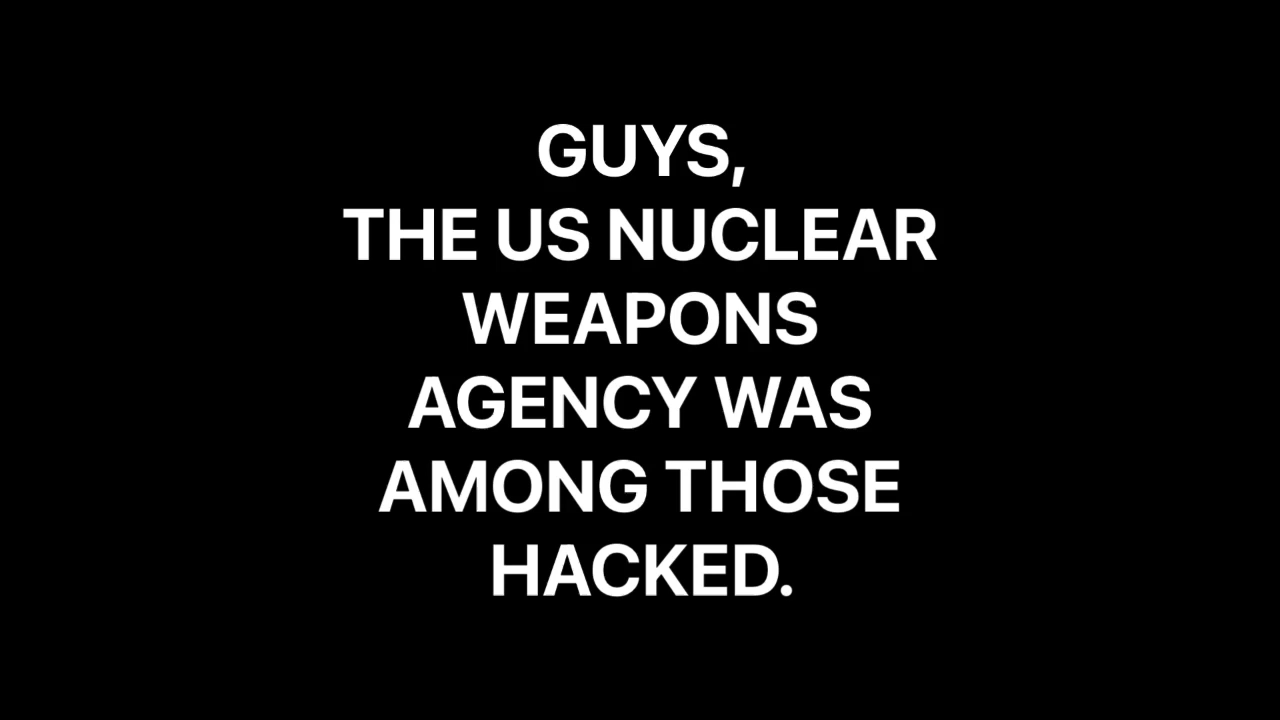 GUYS,
THE US NUCLEAR
WEAPONS
AGENCY WAS
AMONG THOSE
HACKED.